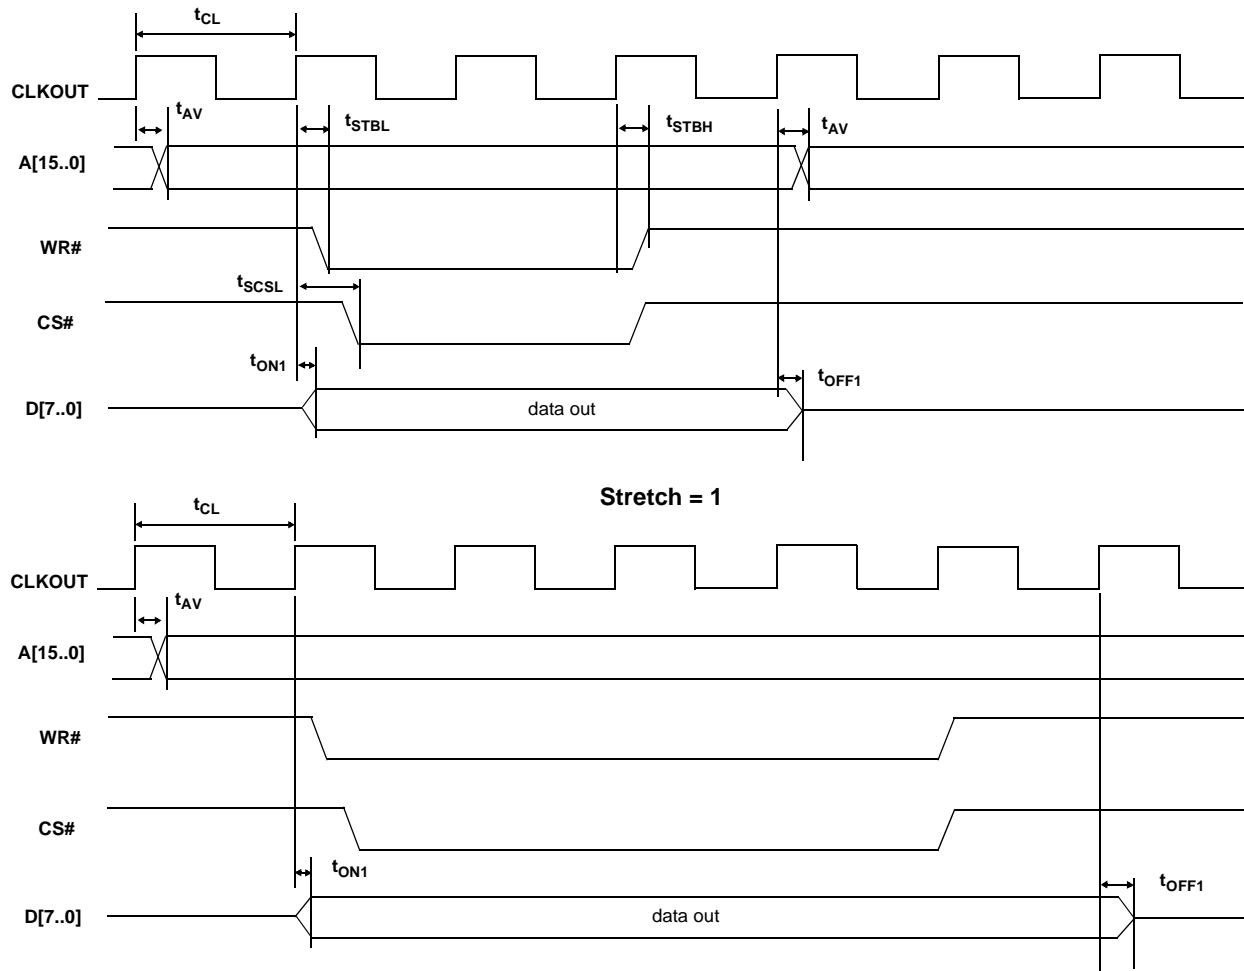 tCL
CLKOUT
tAV
tSTBL
tSTBH
tAV
A[15..0]
WR#
tSCSL
CS#
tON1
tOFF1
D[7..0]
data out
Stretch = 1
tCL
CLKOUT
tAV
A[15..0]
WR#
CS#
tON1
tOFF1
D[7..0]
data out